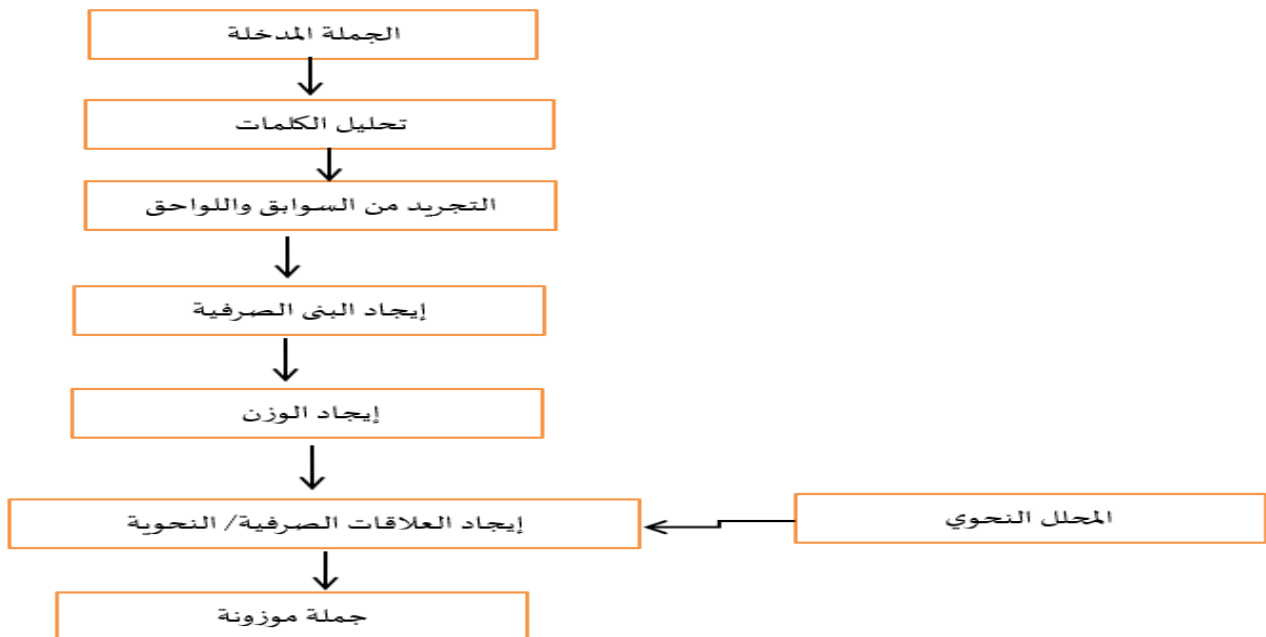 الجملة المدخلة
تحليل الكلمات
التجريد من السوابق واللواحق
إيجاد البنى الصرفية
إيجاد الوزن
إيجاد العلاقات الصرفية/ النحوية
المحلل النحوي
جملة موزونة